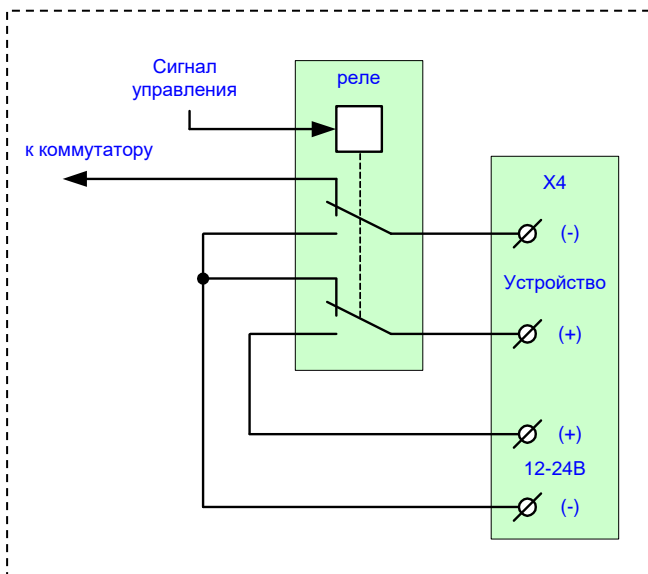 Сигнал
управления
реле
к коммутатору
X4
(-)
Устройство
(+)
(+)
12-24В
(-)